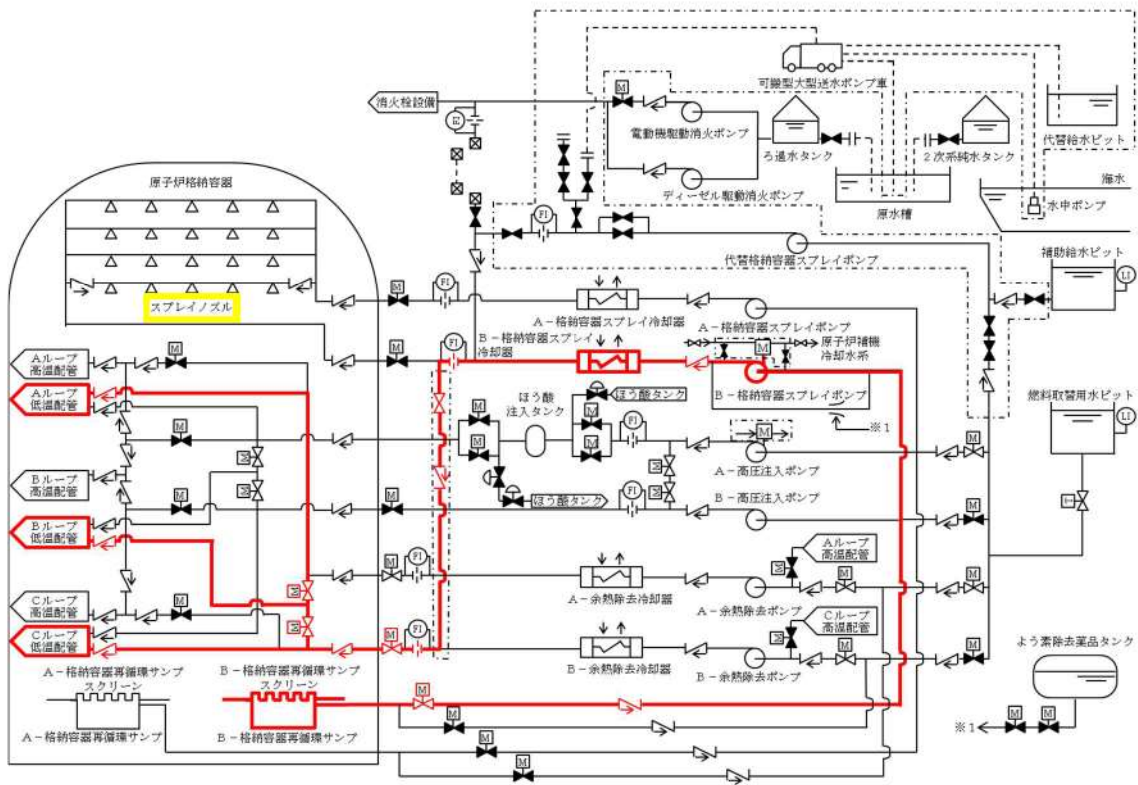 可搬型大型送水ポンプ車
消火栓設備
FI
M
電動機駆動消火ポンプ
ろ過水タンク
2次系純水タンク
代替給水ピット
原子炉格納容器
ディーゼル駆動消火ポンプ
原水槽
海水
水中ポンプ
FI
代替格納容器スプレイポンプ
補助給水ピット
LI
スプレイノズル
M
FI
A-格納容器スプレイ冷却器
A-格納容器スプレイポンプ
B-格納容器スプレイ
冷却器
原子炉補機
冷却水系
M
Aループ
高温配管
M
M
FI
Aループ
低温配管
ほう酸
注入タンク
ほう酸タンク
B-格納容器スプレイポンプ
燃料取替用水ピット
LI
※1
M
M
M
FI
M
M
M
M
M
A-高圧注入ポンプ
M
Bループ
高温配管
M
M
M
ほう酸タンク
FI
M
B-高圧注入ポンプ
M
I
Bループ
低温配管
Aループ
高温配管
M
FI
M
M
M
M
Cループ
高温配管
M
A-余熱除去冷却器
A-余熱除去ポンプ
Cループ
高温配管
M
M
FI
M
M
M
Cループ
低温配管
B-余熱除去冷却器
B-余熱除去ポンプ
よう素除去薬品タンク
A-格納容器再循環サンプ
スクリーン
B-格納容器再循環サンプ
スクリーン
M
M
※1
M
M
A-格納容器再循環サンプ
B-格納容器再循環サンプ
M
M